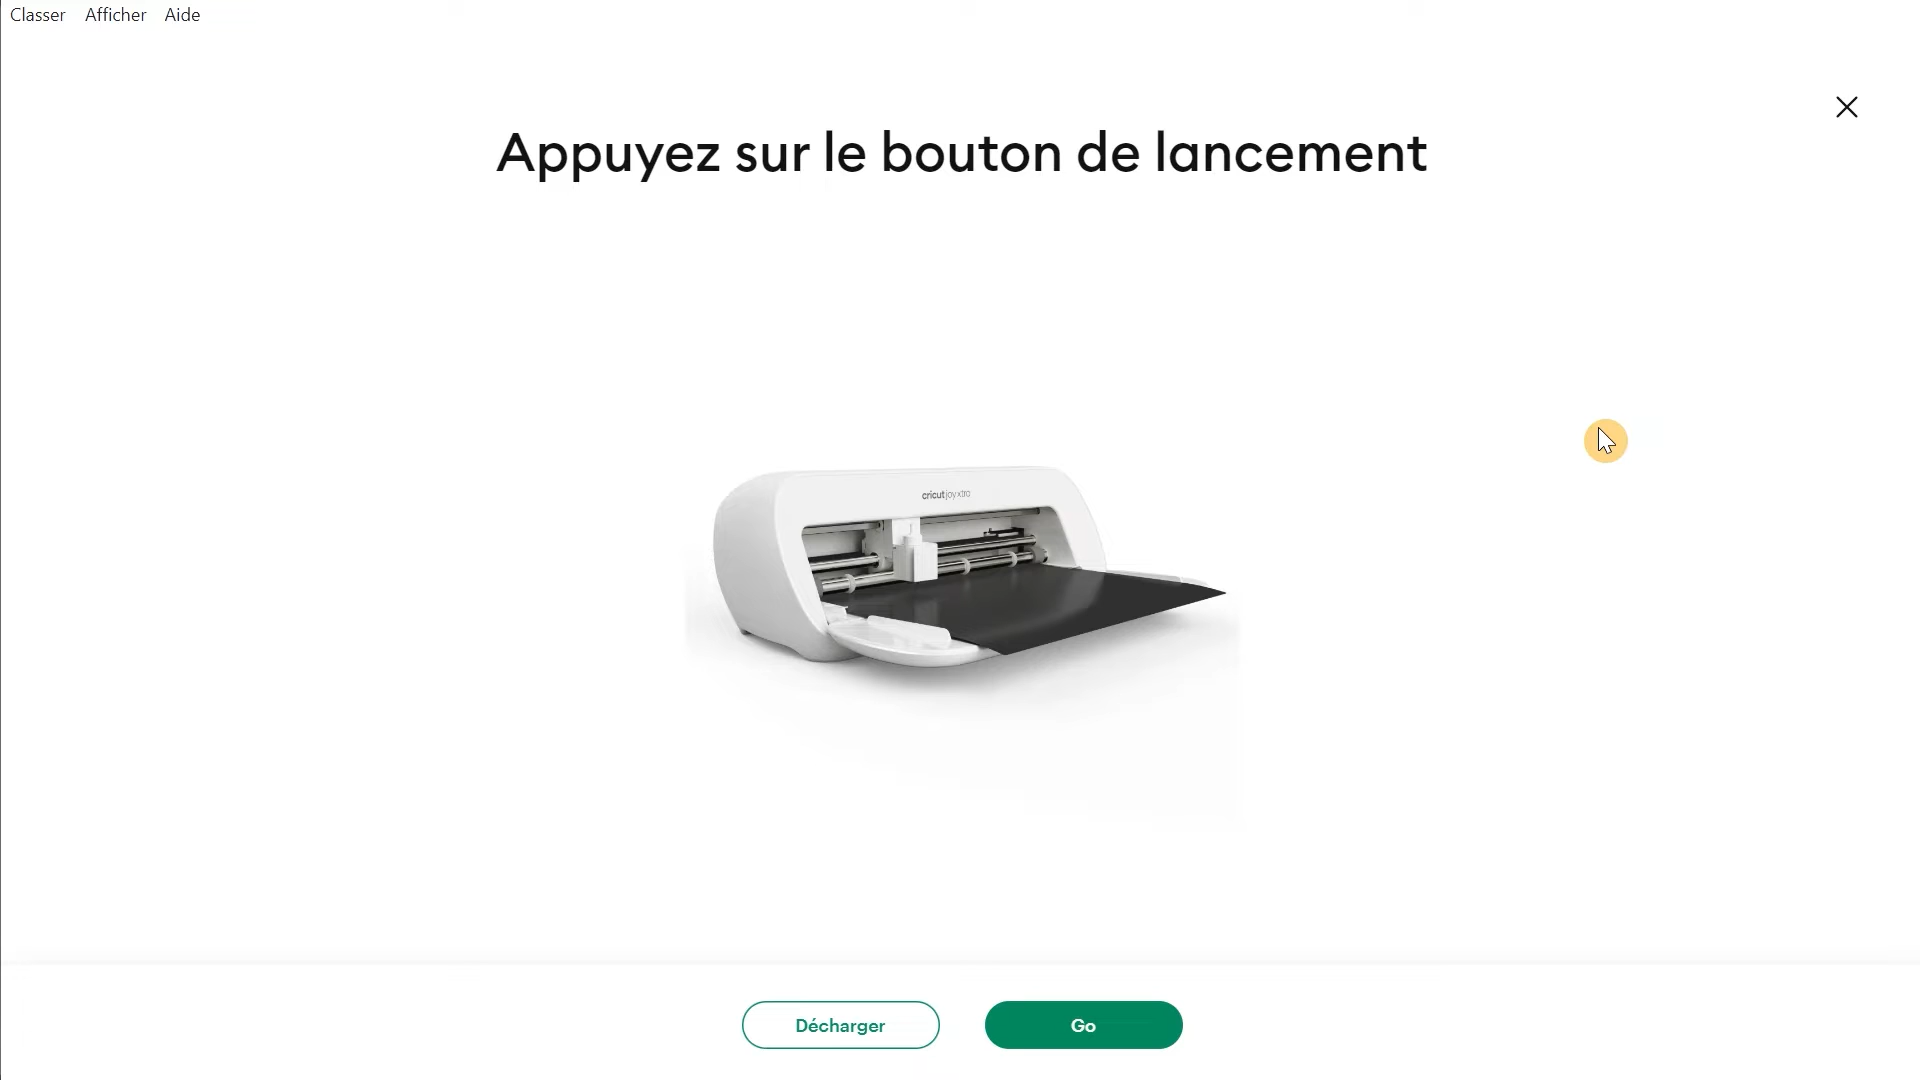 Classer Afficher Aide
Appuyez sur le bouton de lancement
cricut joy xtra
Décharger
Go